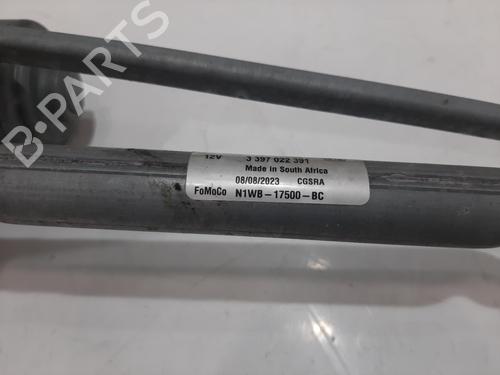 B-PARTS
12V 3 397 022 391
Made in South Africa
08/08/2023 CGSRA
FoMoCo N1WB-17500-BC